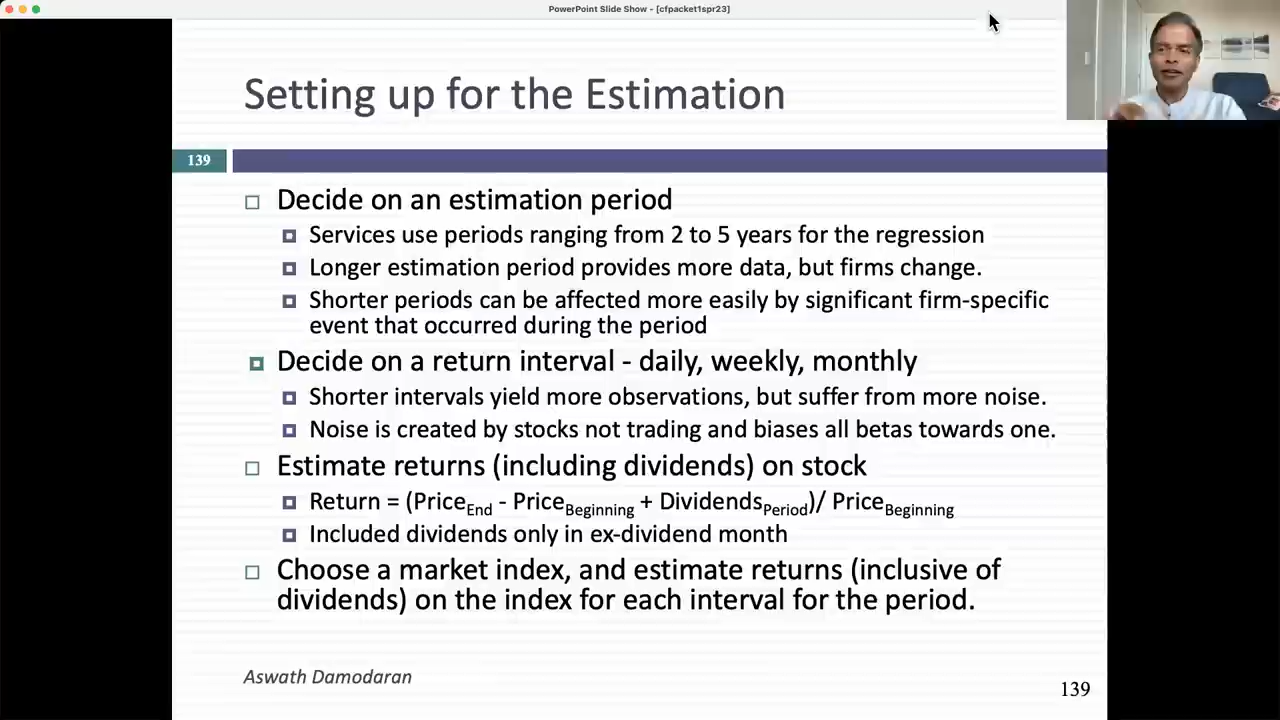 PowerPoint Slide Show - [cfpacket1spr23]
Setting up for the Estimation
139
Decide on an estimation period
Services use periods ranging from 2 to 5 years for the regression
Longer estimation period provides more data, but firms change.
Shorter periods can be affected more easily by significant firm-specific
event that occurred during the period
Decide on a return interval - daily, weekly, monthly
Shorter intervals yield more observations, but suffer from more noise.
Noise is created by stocks not trading and biases all betas towards one.
Estimate returns (including dividends) on stock
Return = (PriceEnd - PriceBeginning + DividendsPeriod)/ PriceBeginning
Included dividends only in ex-dividend month
Choose a market index, and estimate returns (inclusive of
dividends) on the index for each interval for the period.
Aswath Damodaran
139